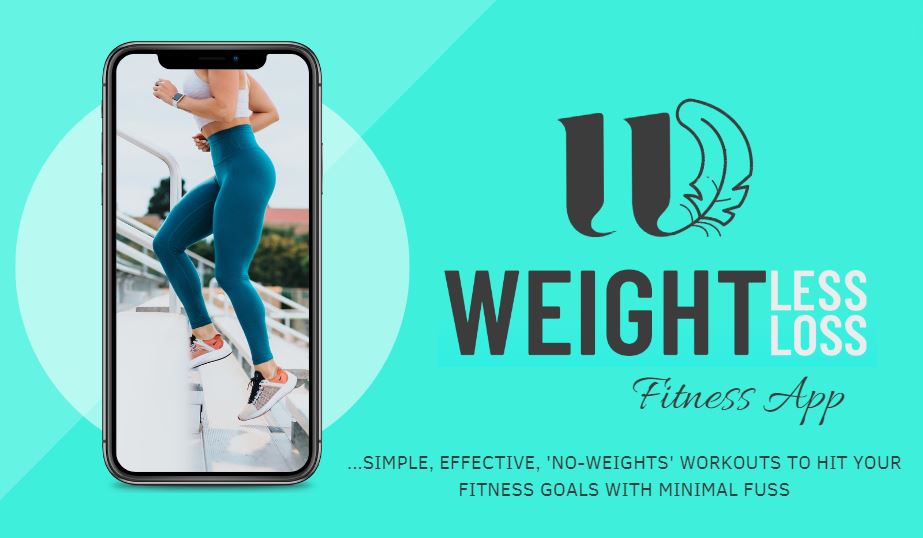 W
WEIGHT
LESS
LOSS
Fitness App
...SIMPLE, EFFECTIVE, 'NO-WEIGHTS' WORKOUTS TO HIT YOUR
FITNESS GOALS WITH MINIMAL FUSS